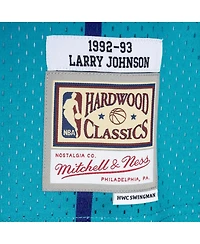 1992-93
LARRY JOHNSON
NBA
HARDWOOD
CLASSICS
NOSTALGIA CO.
Mitchell & Ness
PHILADELPHIA, PA.
HWC SWINGMAN